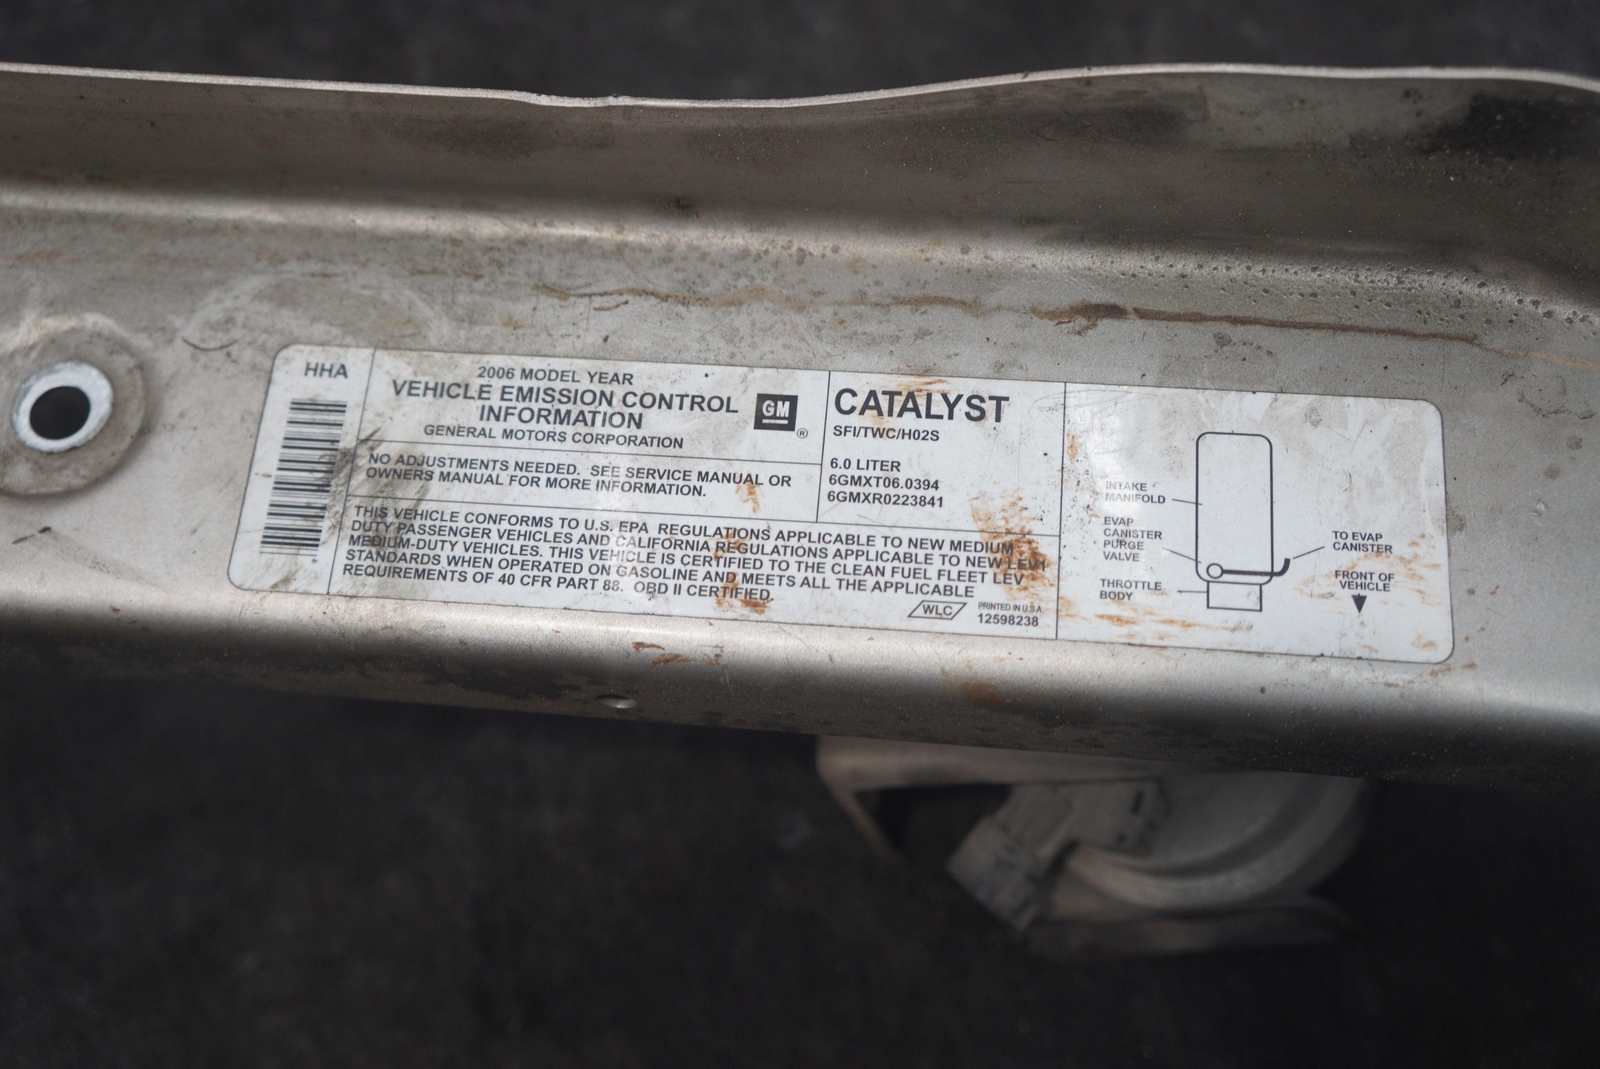 HHA
2006 MODEL YEAR
VEHICLE EMISSION CONTROL
INFORMATION
GENERAL MOTORS CORPORATION
GM
®
NO ADJUSTMENTS NEEDED. SEE SERVICE MANUAL OR
OWNERS MANUAL FOR MORE INFORMATION.
CATALYST
SFI/TWC/H02S
6.0 LITER
6GMXT06.0394
6GMXR0223841
THIS VEHICLE CONFORMS TO U.S. EPA REGULATIONS APPLICABLE TO NEW MEDIUM-
DUTY PASSENGER VEHICLES AND CALIFORNIA REGULATIONS APPLICABLE TO NEW LEV1
MEDIUM-DUTY VEHICLES. THIS VEHICLE IS CERTIFIED TO THE CLEAN FUEL FLEET LEV
STANDARDS WHEN OPERATED ON GASOLINE AND MEETS ALL THE APPLICABLE
REQUIREMENTS OF 40 CFR PART 88. OBD II CERTIFIED.
WLC
PRINTED IN U.S.A
12598238
INTAKE
MANIFOLD
EVAP
CANISTER
PURGE
VALVE
THROTTLE
BODY
TO EVAP
CANISTER
FRONT OF
VEHICLE